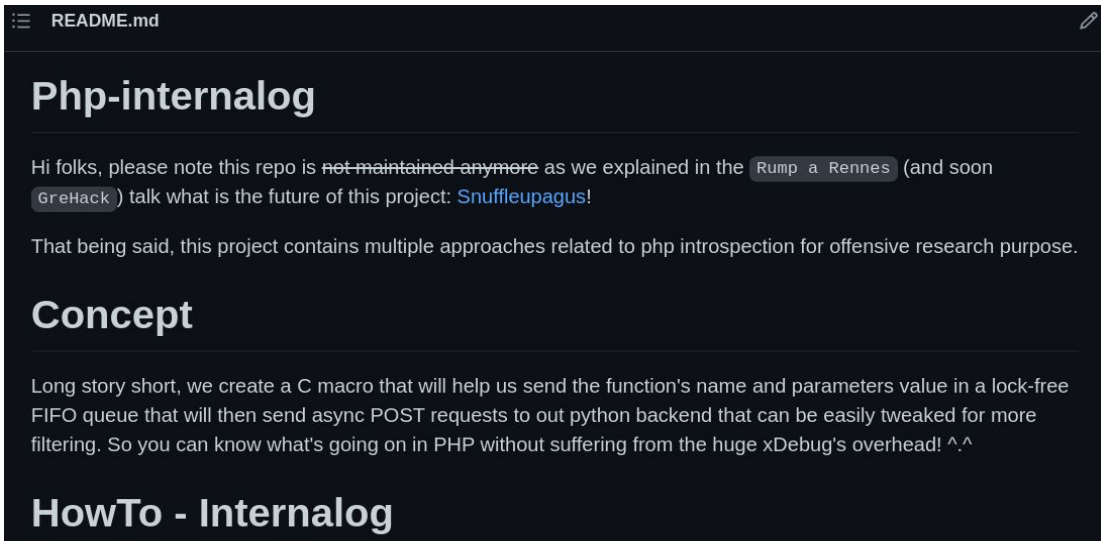 README.md
Php-internalog
Hi folks, please note this repo is not maintained anymore as we explained in the Rump a Rennes (and soon
GreHack) talk what is the future of this project: Snuffleupagus!
That being said, this project contains multiple approaches related to php introspection for offensive research purpose.
Concept
Long story short, we create a C macro that will help us send the function's name and parameters value in a lock-free
FIFO queue that will then send async POST requests to out python backend that can be easily tweaked for more
filtering. So you can know what's going on in PHP without suffering from the huge xDebug's overhead! ^.^
HowTo - Internalog